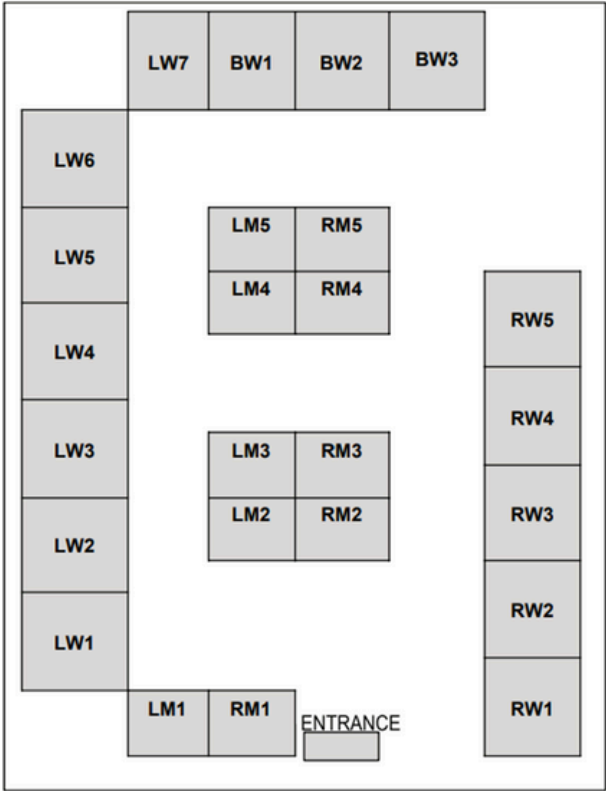 LW7 BW1 BW2 BW3
LW6
LM5 RM5
LW5
LM4 RM4
RW5
LW4
RW4
LW3 LM3 RM3
LM2 RM2 RW3
LW2
RW2
LW1
LM1 RM1 RW1
ENTRANCE